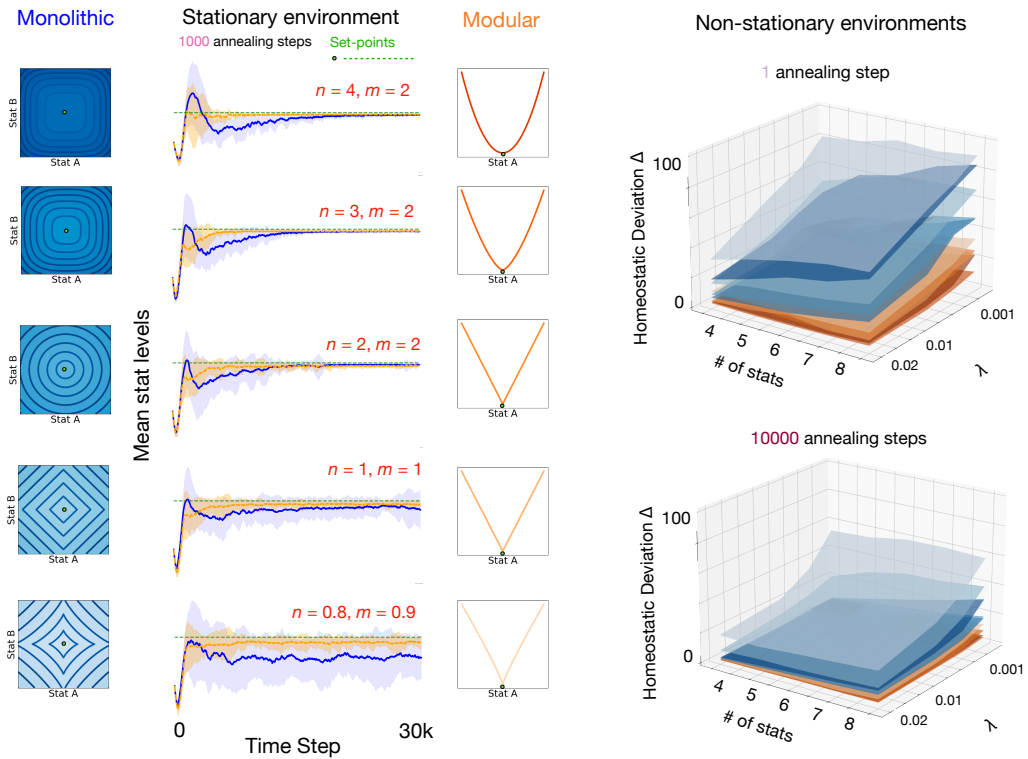 Monolithic
Stationary environment
Modular
Non-stationary environments
1000 annealing steps
Set-points
Stat B
Stat A
n = 4, m = 2
Stat A
Stat B
Stat A
n = 3, m = 2
Stat A
Mean stat levels
Stat B
Stat A
n = 2, m = 2
Stat A
Stat B
Stat A
n = 1, m = 1
Stat A
Stat B
Stat A
n = 0.8, m = 0.9
Stat A
0
30k
Time Step
1 annealing step
Homeostatic Deviation Δ
100
0
4
5
6
7
8
# of stats
0.02
0.01
0.001
λ
10000 annealing steps
Homeostatic Deviation Δ
100
0
4
5
6
7
8
# of stats
0.02
0.01
0.001
λ